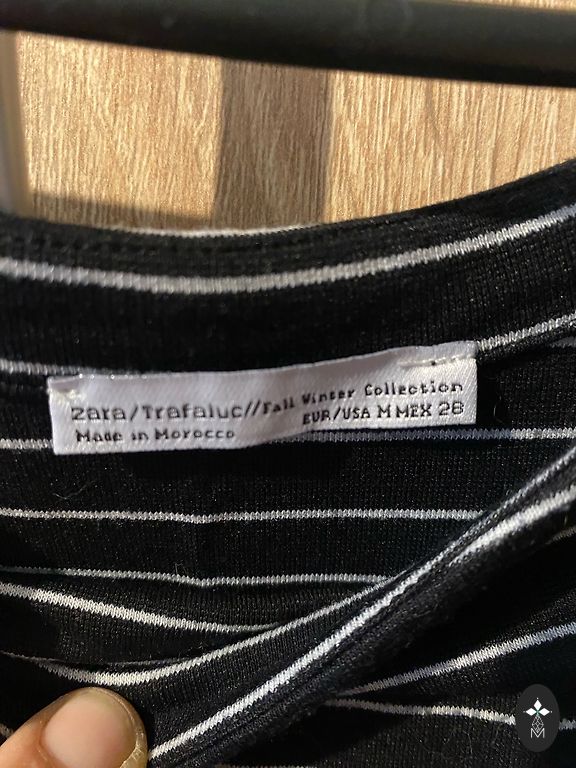 zara/Trafaluc//Fall Winter Collection
Made in Morocco
EUR/USA M MEX 28
M